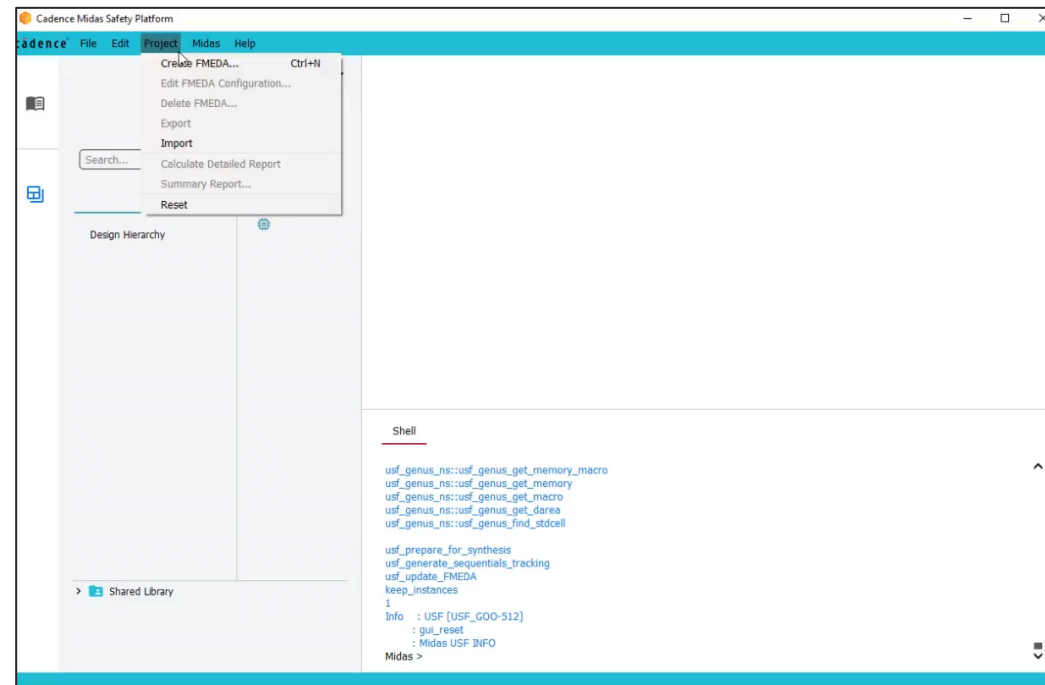 Cadence Midas Safety Platform
cādence File Edit Project Midas Help
Create FMEDA... Ctrl+N
Edit FMEDA Configuration...
Delete FMEDA...
Export
Import
Calculate Detailed Report
Summary Report...
Reset
Search...
Design Hierarchy
Shared Library
Shell
usf_genus_ns::usf_genus_get_memory_macro
usf_genus_ns::usf_genus_get_memory
usf_genus_ns::usf_genus_get_macro
usf_genus_ns::usf_genus_get_darea
usf_genus_ns::usf_genus_find_stdcell
usf_prepare_for_synthesis
usf_generate_sequentials_tracking
usf_update_FMEDA
keep_instances
1
Info : USF [USF_GOO-512]
: gui_reset
: Midas USF INFO
Midas >